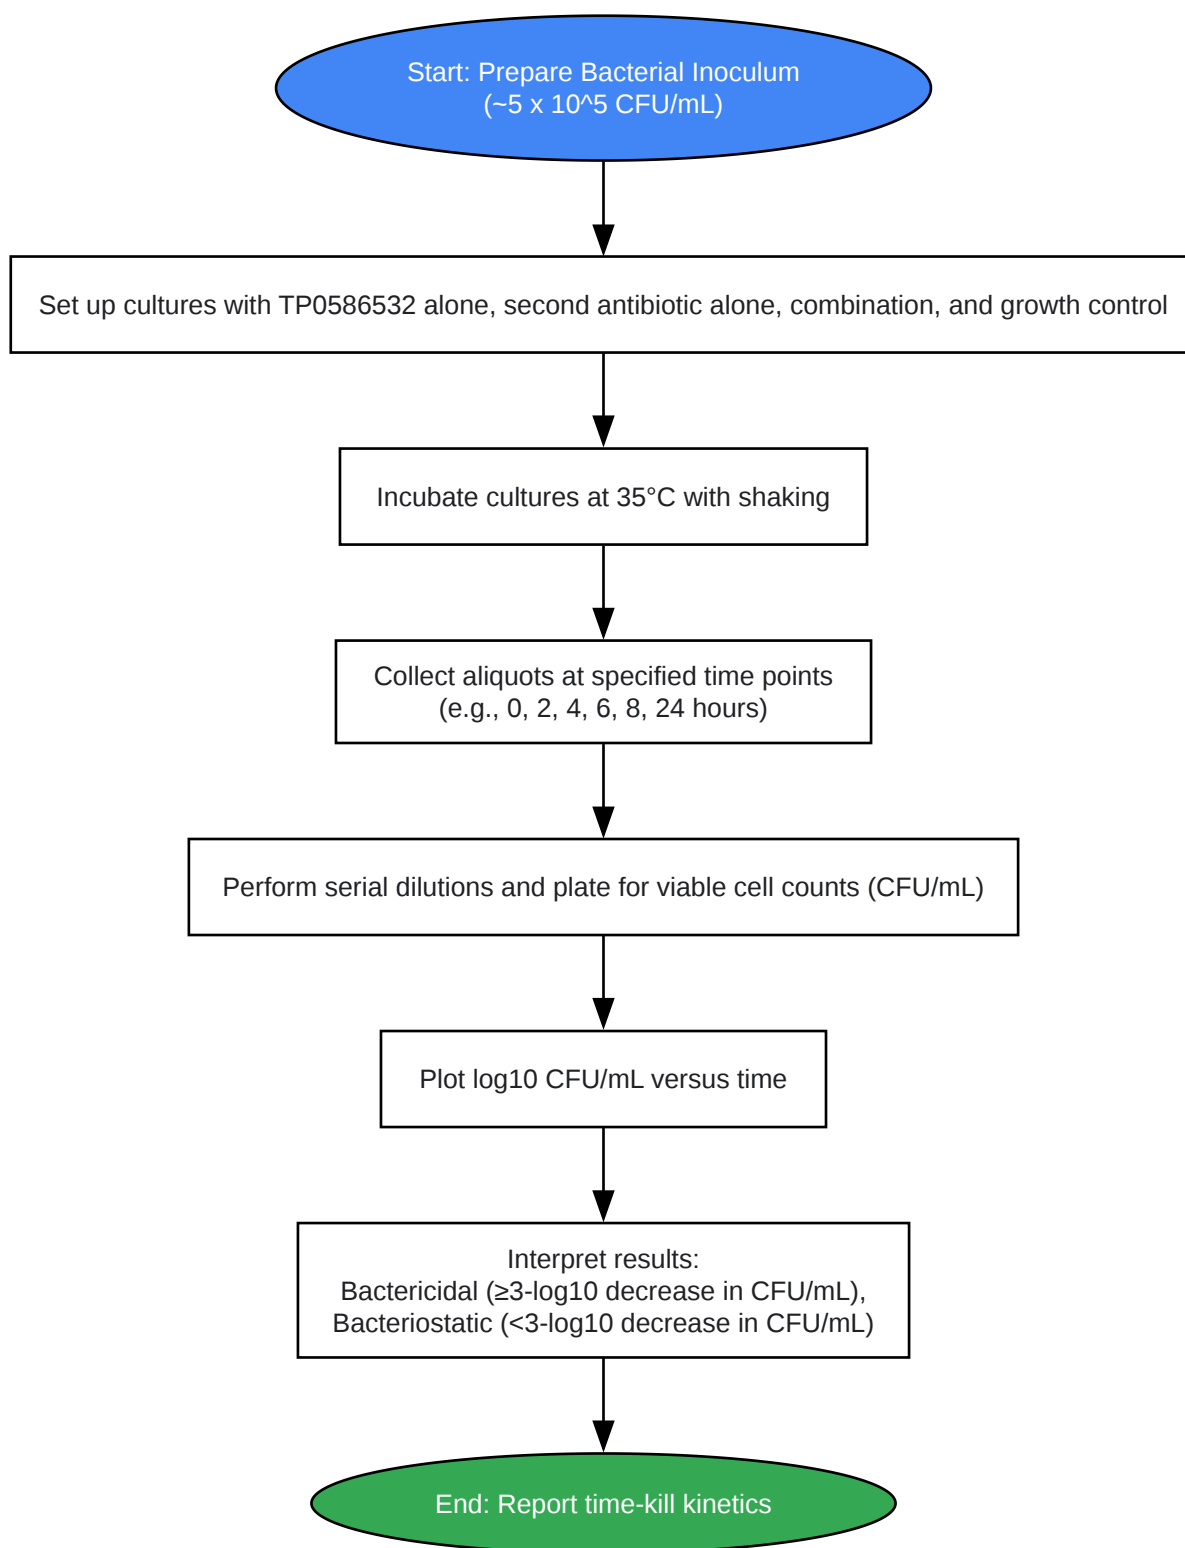 Start: Prepare Bacterial Inoculum
(~5 x 10^5 CFU/mL)
Set up cultures with TP0586532 alone, second antibiotic alone, combination, and growth control
Incubate cultures at 35°C with shaking
Collect aliquots at specified time points
(e.g., 0, 2, 4, 6, 8, 24 hours)
Perform serial dilutions and plate for viable cell counts (CFU/mL)
Plot log10 CFU/mL versus time
Interpret results:
Bactericidal (≥3-log10 decrease in CFU/mL),
Bacteriostatic (<3-log10 decrease in CFU/mL)
End: Report time-kill kinetics